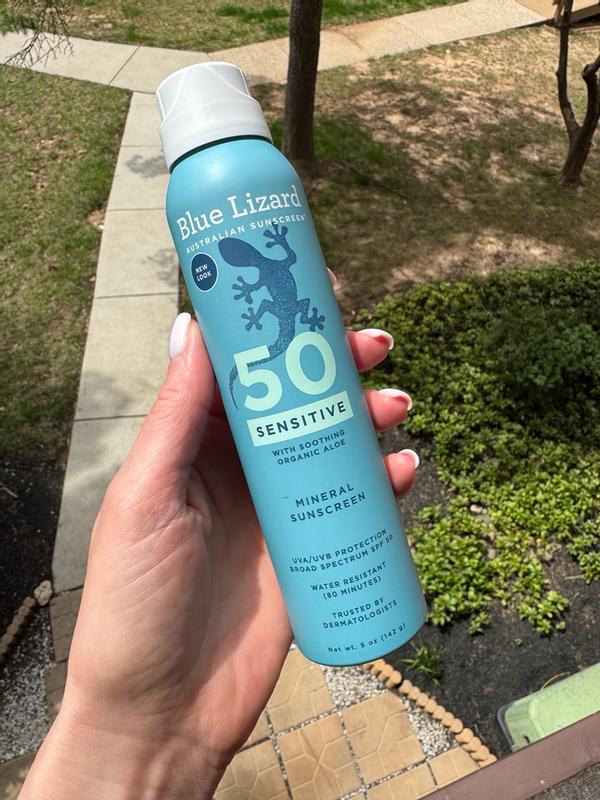 Blue Lizard
AUSTRALIAN SUNSCREEN®
NEW
LOOK
50
SENSITIVE
WITH SOOTHING
ORGANIC ALOE
MINERAL
SUNSCREEN
UVA/UVB PROTECTION
BROAD SPECTRUM SPF 50
WATER RESISTANT
(80 MINUTES)
TRUSTED BY
DERMATOLOGISTS
Net wt. 5 oz (142 g)